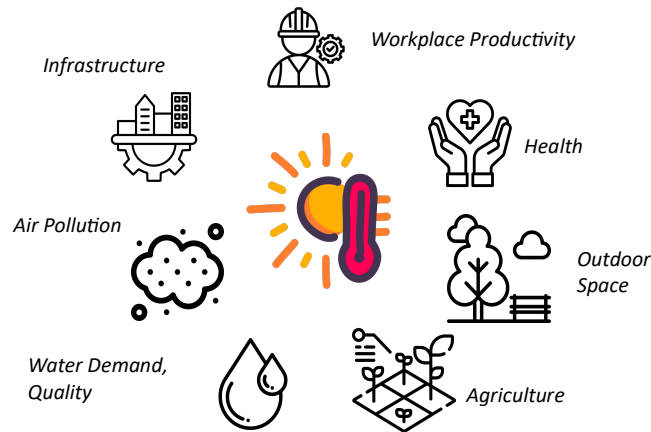 Workplace Productivity
Infrastructure
Health
Air Pollution
Outdoor
Space
Water Demand,
Quality
Agriculture